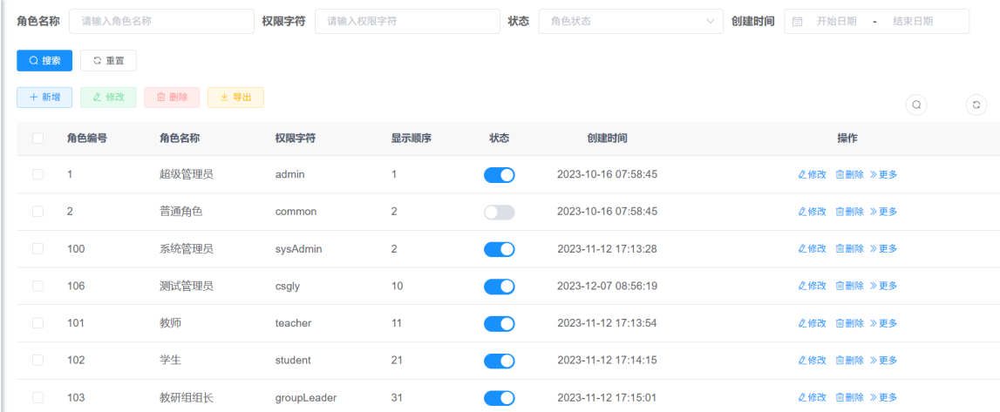 角色名称 请输入角色名称 权限字符 请输入权限字符 状态 角色状态 创建时间 开始日期 - 结束日期
搜索 重置
新增 修改 删除 导出
角色编号 角色名称 权限字符 显示顺序 状态 创建时间 操作
1 超级管理员 admin 1 2023-10-16 07:58:45 修改 删除 更多
2 普通角色 common 2 2023-10-16 07:58:45 修改 删除 更多
100 系统管理员 sysAdmin 2 2023-11-12 17:13:28 修改 删除 更多
106 测试管理员 csgly 10 2023-12-07 08:56:19 修改 删除 更多
101 教师 teacher 11 2023-11-12 17:13:54 修改 删除 更多
102 学生 student 21 2023-11-12 17:14:15 修改 删除 更多
103 教研组组长 groupLeader 31 2023-11-12 17:15:01 修改 删除 更多